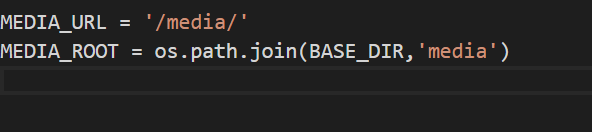 MEDIA_URL = '/media/'
MEDIA_ROOT = os.path.join(BASE_DIR,'media')